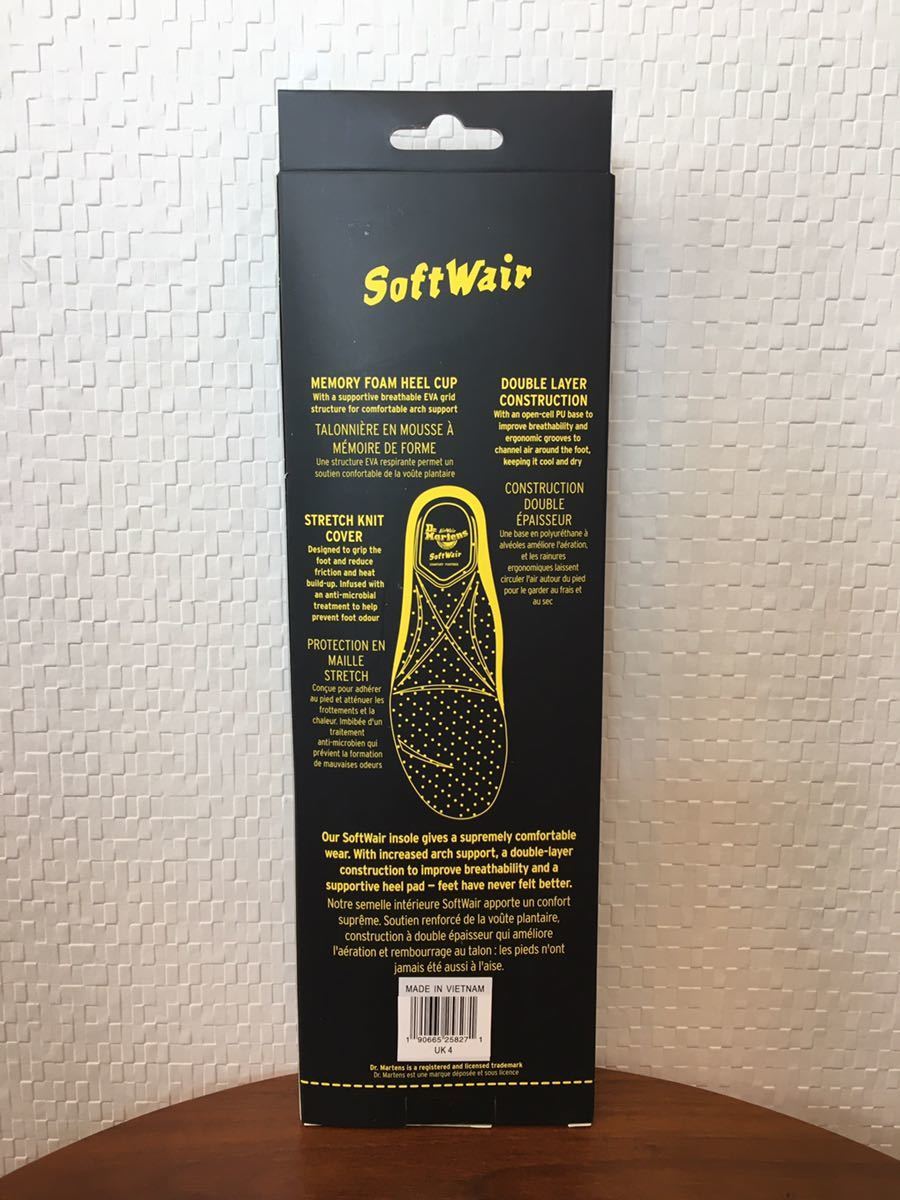 SoftWair
MEMORY FOAM HEEL CUP
With a supportive breathable EVA grid
structure for comfortable arch support
TALONNIÈRE EN MOUSSE À
MÉMOIRE DE FORME
Une structure EVA respirante permet un
soutien confortable de la voûte plantaire
DOUBLE LAYER
CONSTRUCTION
With an open-cell PU base to
improve breathability and
ergonomic grooves to
channel air around the foot,
keeping it cool and dry
CONSTRUCTION
DOUBLE
ÉPAISSEUR
Une base en polyuréthane à
alvéoles améliore l'aération,
et les rainures
ergonomiques laissent
circuler l'air autour du pied
pour le garder au frais et
au sec
STRETCH KNIT
COVER
Designed to grip the
foot and reduce
friction and heat
build-up. Infused with
an anti-microbial
treatment to help
prevent foot odour
PROTECTION EN
MAILLE
STRETCH
Conçue pour adhérer
au pied et atténuer les
frottements et la
chaleur. Imbibée d'un
traitement
anti-microbien qui
prévient la formation
de mauvaises odeurs
Dr. AirWair
Martens
SoftWair
COMFORT FOOTBED
Our SoftWair insole gives a supremely comfortable
wear. With increased arch support, a double-layer
construction to improve breathability and a
supportive heel pad – feet have never felt better.
Notre semelle intérieure SoftWair apporte un confort
suprême. Soutien renforcé de la voûte plantaire,
construction à double épaisseur qui améliore
l'aération et rembourrage au talon : les pieds n'ont
jamais été aussi à l'aise.
MADE IN VIETNAM
1 90665 25827 1
UK 4
Dr. Martens is a registered and licensed trademark
Dr. Martens est une marque déposée et sous licence